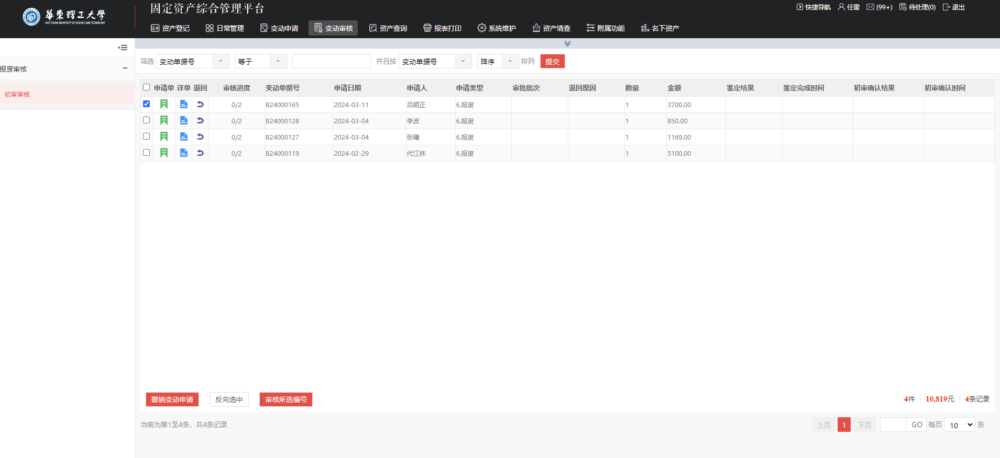 華東理工大學
EAST CHINA UNIVERSITY OF SCIENCE AND TECHNOLOGY
固定资产综合管理平台
快捷导航 任雷 (99+) 待处理(0) 退出
资产登记 日常管理 变动申请 变动审核 资产查询 报表打印 系统维护 资产清查 附属功能 名下资产
报废审核
初审审核
筛选 变动单据号 等于 并且按 变动单据号 降序 排列 提交
申请单 详单 退回 审核进度 变动单据号 申请日期 申请人 申请类型 审批批次 退回原因 数量 金额 鉴定结果 鉴定完成时间 初审确认结果 初审确认时间
0/2 B24000165 2024-03-11 吕顺正 6.报废 1 3700.00
0/2 B24000128 2024-03-04 李波 6.报废 1 850.00
0/2 B24000127 2024-03-04 张曦 6.报废 1 1169.00
0/2 B24000119 2024-02-29 代江林 6.报废 1 5100.00
撤销变动申请 反向选中 审核所选编号 4件 10,819元 4条记录
当前为第1至4条，共4条记录 上页 1 下页 GO 每页 10 条